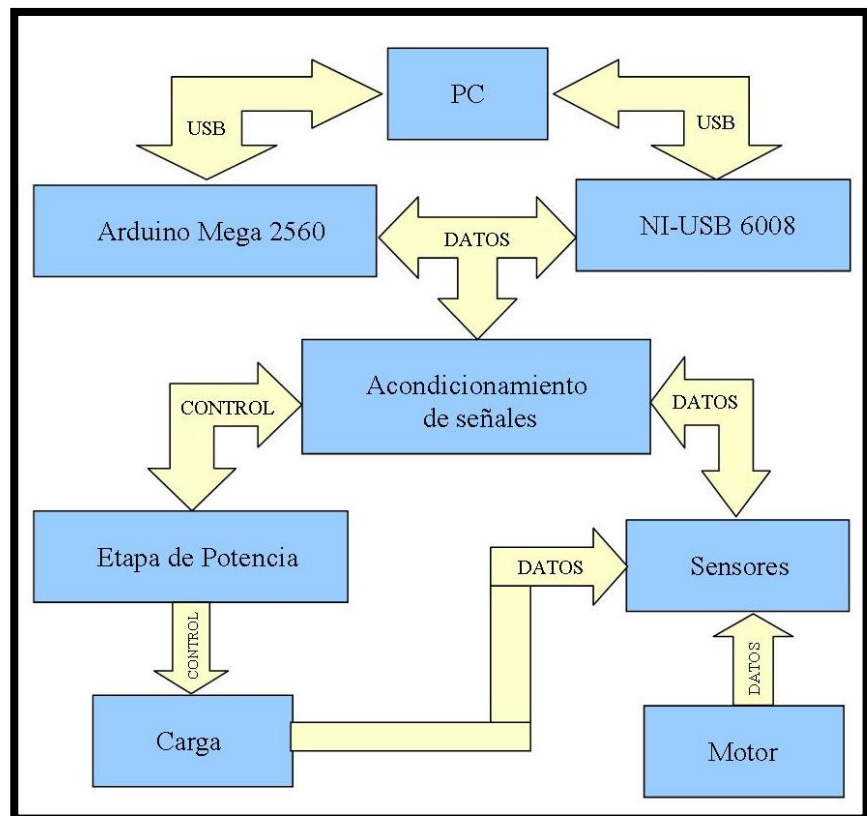 PC
USB
USB
Arduino Mega 2560
DATOS
NI-USB 6008
Acondicionamiento
de señales
CONTROL
DATOS
Etapa de Potencia
DATOS
Sensores
CONTROL
DATOS
Carga
Motor